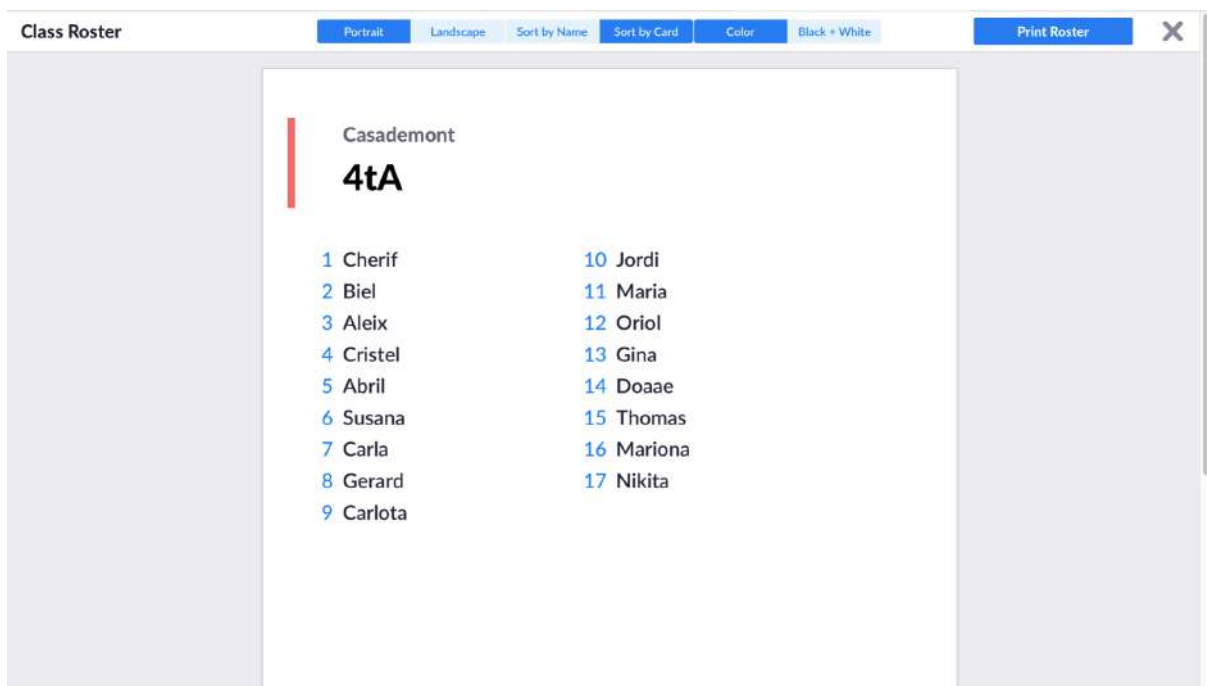 Class Roster Portrait Landscape Sort by Name Sort by Card Color Black + White Print Roster
Casademont
4tA
1 Cherif
2 Biel
3 Aleix
4 Cristel
5 Abril
6 Susana
7 Carla
8 Gerard
9 Carlota
10 Jordi
11 Maria
12 Oriol
13 Gina
14 Doaae
15 Thomas
16 Mariona
17 Nikita